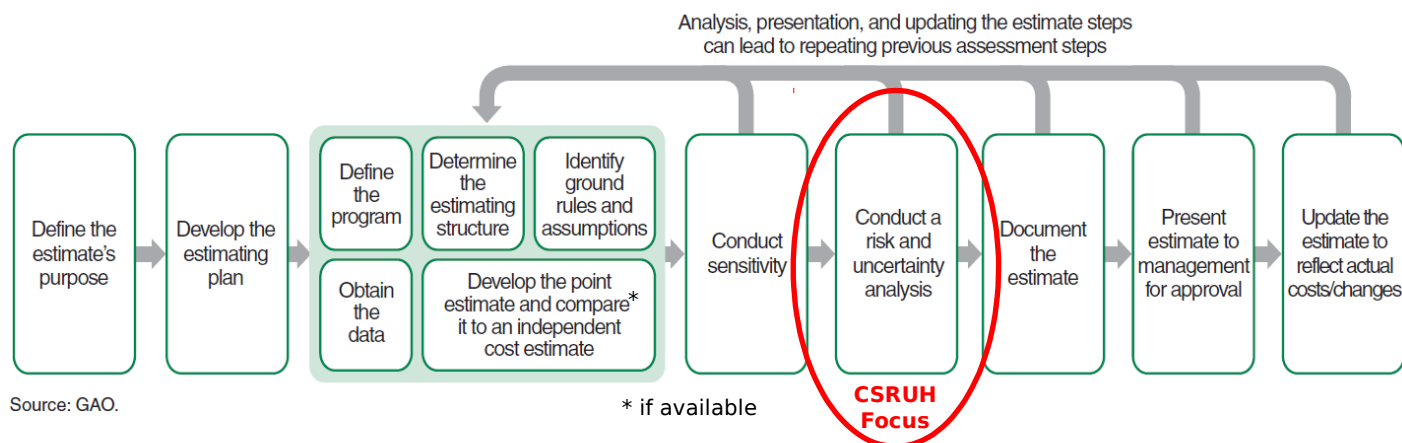 Analysis, presentation, and updating the estimate steps
can lead to repeating previous assessment steps
Define the
estimate's
purpose
Develop the
estimating
plan
Define
the
program
Determine
the
estimating
structure
Identify
ground
rules and
assumptions
Obtain
the
data
Develop the point
estimate and compare*
it to an independent
cost estimate
Conduct
sensitivity
Conduct a
risk and
uncertainty
analysis
CSRUH
Focus
Document
the
estimate
Present
estimate to
management
for approval
Update the
estimate to
reflect actual
costs/changes
Source: GAO.
* if available